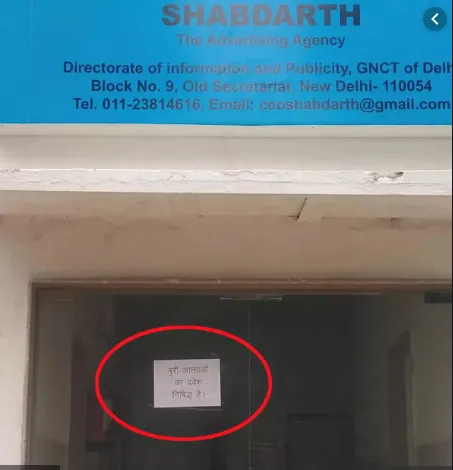 SHABDARTH
The Advertising Agency
Directorate of information and Publicity, GNCT of Delh
Block No. 9, Old Secretariat, New Delhi- 110054
Tel. 011-23814616, Email: ceoshabdarth@gmail.com
बुरी आत्माओं
का प्रवेश
निषिद्ध है।